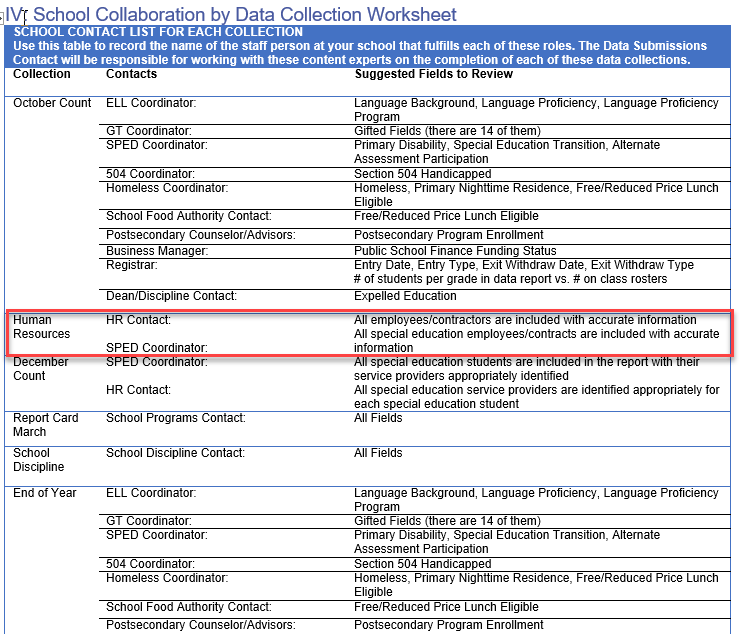 IV. School Collaboration by Data Collection Worksheet
SCHOOL CONTACT LIST FOR EACH COLLECTION
Use this table to record the name of the staff person at your school that fulfills each of these roles. The Data Submissions
Contact will be responsible for working with these content experts on the completion of each of these data collections.
Collection Contacts Suggested Fields to Review
October Count ELL Coordinator: Language Background, Language Proficiency, Language Proficiency
Program
GT Coordinator: Gifted Fields (there are 14 of them)
SPED Coordinator: Primary Disability, Special Education Transition, Alternate
Assessment Participation
504 Coordinator: Section 504 Handicapped
Homeless Coordinator: Homeless, Primary Nighttime Residence, Free/Reduced Price Lunch
Eligible
School Food Authority Contact: Free/Reduced Price Lunch Eligible
Postsecondary Counselor/Advisors: Postsecondary Program Enrollment
Business Manager: Public School Finance Funding Status
Registrar: Entry Date, Entry Type, Exit Withdraw Date, Exit Withdraw Type
# of students per grade in data report vs. # on class rosters
Dean/Discipline Contact: Expelled Education
Human HR Contact: All employees/contractors are included with accurate information
Resources All special education employees/contracts are included with accurate
SPED Coordinator: information
December SPED Coordinator: All special education students are included in the report with their
Count service providers appropriately identified
HR Contact: All special education service providers are identified appropriately for
each special education student
Report Card School Programs Contact: All Fields
March
School School Discipline Contact: All Fields
Discipline
End of Year ELL Coordinator: Language Background, Language Proficiency, Language Proficiency
Program
GT Coordinator: Gifted Fields (there are 14 of them)
SPED Coordinator: Primary Disability, Special Education Transition, Alternate
Assessment Participation
504 Coordinator: Section 504 Handicapped
Homeless Coordinator: Homeless, Primary Nighttime Residence, Free/Reduced Price Lunch
Eligible
School Food Authority Contact: Free/Reduced Price Lunch Eligible
Postsecondary Counselor/Advisors: Postsecondary Program Enrollment